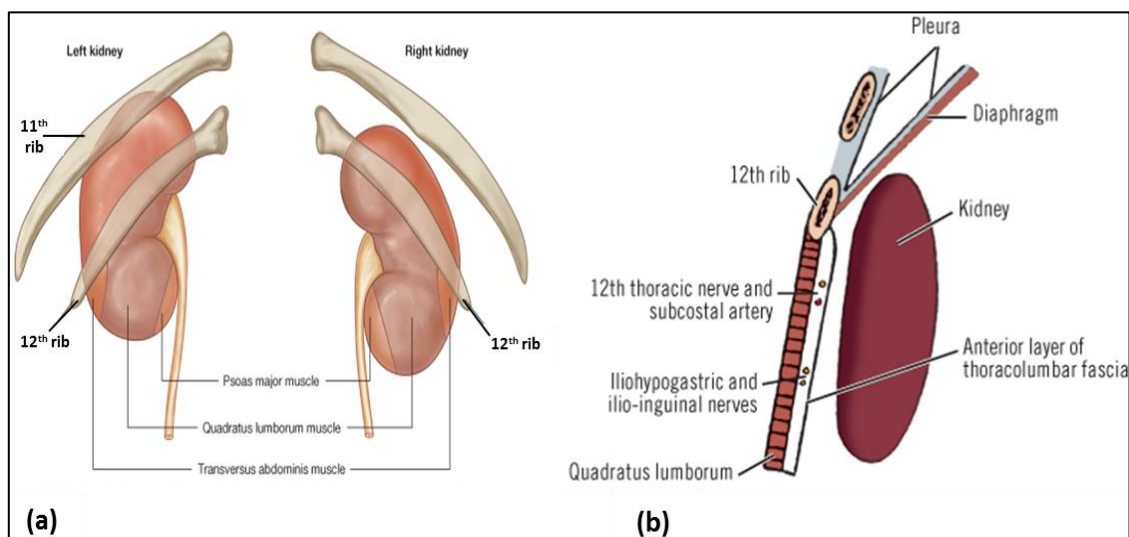 Left kidney
Right kidney
11th
rib
12th rib
12th rib
Psoas major muscle
Quadratus lumborum muscle
Transversus abdominis muscle
(a)
Pleura
Diaphragm
12th rib
Kidney
12th thoracic nerve and
subcostal artery
Anterior layer of
thoracolumbar fascia
Iliohypogastric and
ilio-inguinal nerves
Quadratus lumborum
(b)